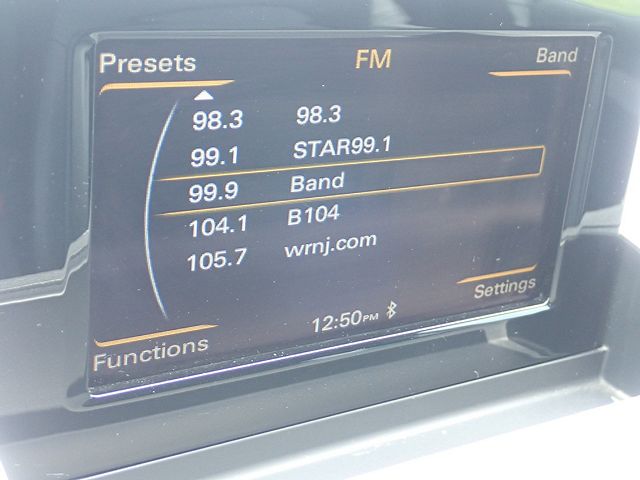 Presets FM Band
98.3 98.3
99.1 STAR99.1
99.9 Band
104.1 B104
105.7 wrnj.com
Settings
12:50PM
Functions